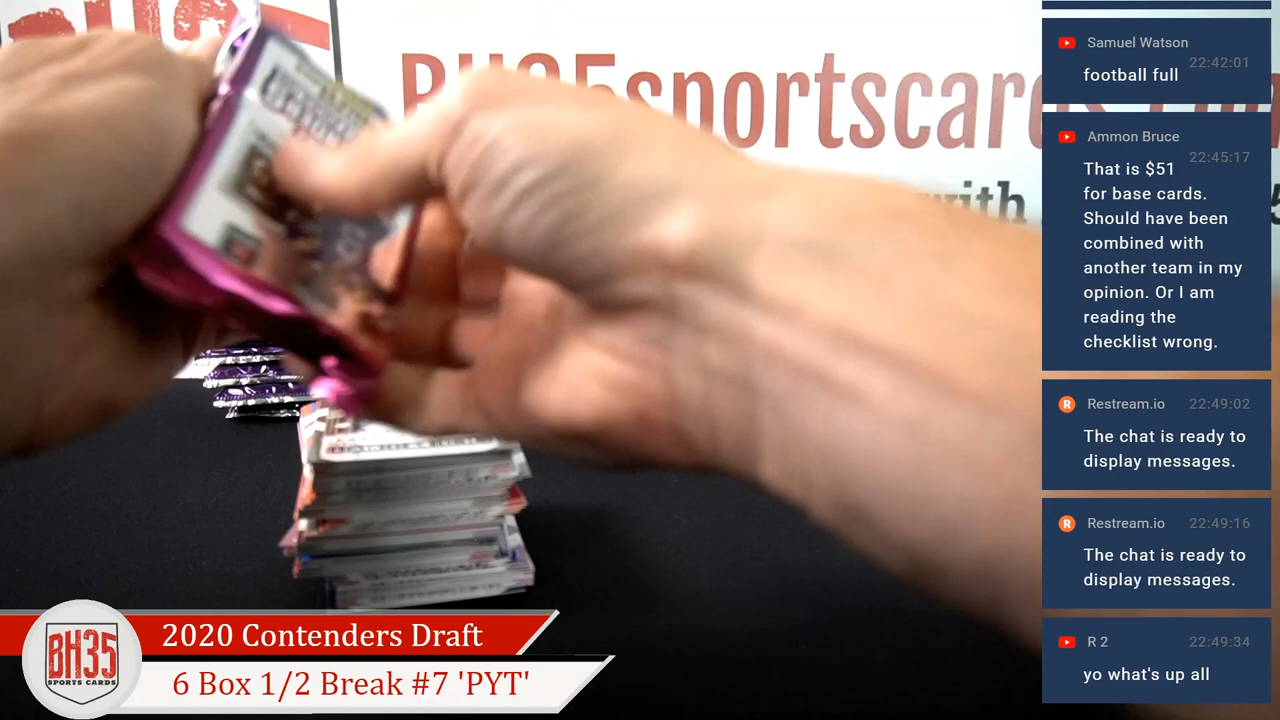 BH35sportscards
with
Samuel Watson
22:42:01
football full
Ammon Bruce
22:45:17
That is $51
for base cards.
Should have been
combined with
another team in my
opinion. Or I am
reading the
checklist wrong.
Restream.io 22:49:02
The chat is ready to
display messages.
Restream.io 22:49:16
The chat is ready to
display messages.
R 2 22:49:34
yo what's up all
BH35
SPORTS CARDS
2020 Contenders Draft
6 Box 1/2 Break #7 'PYT'